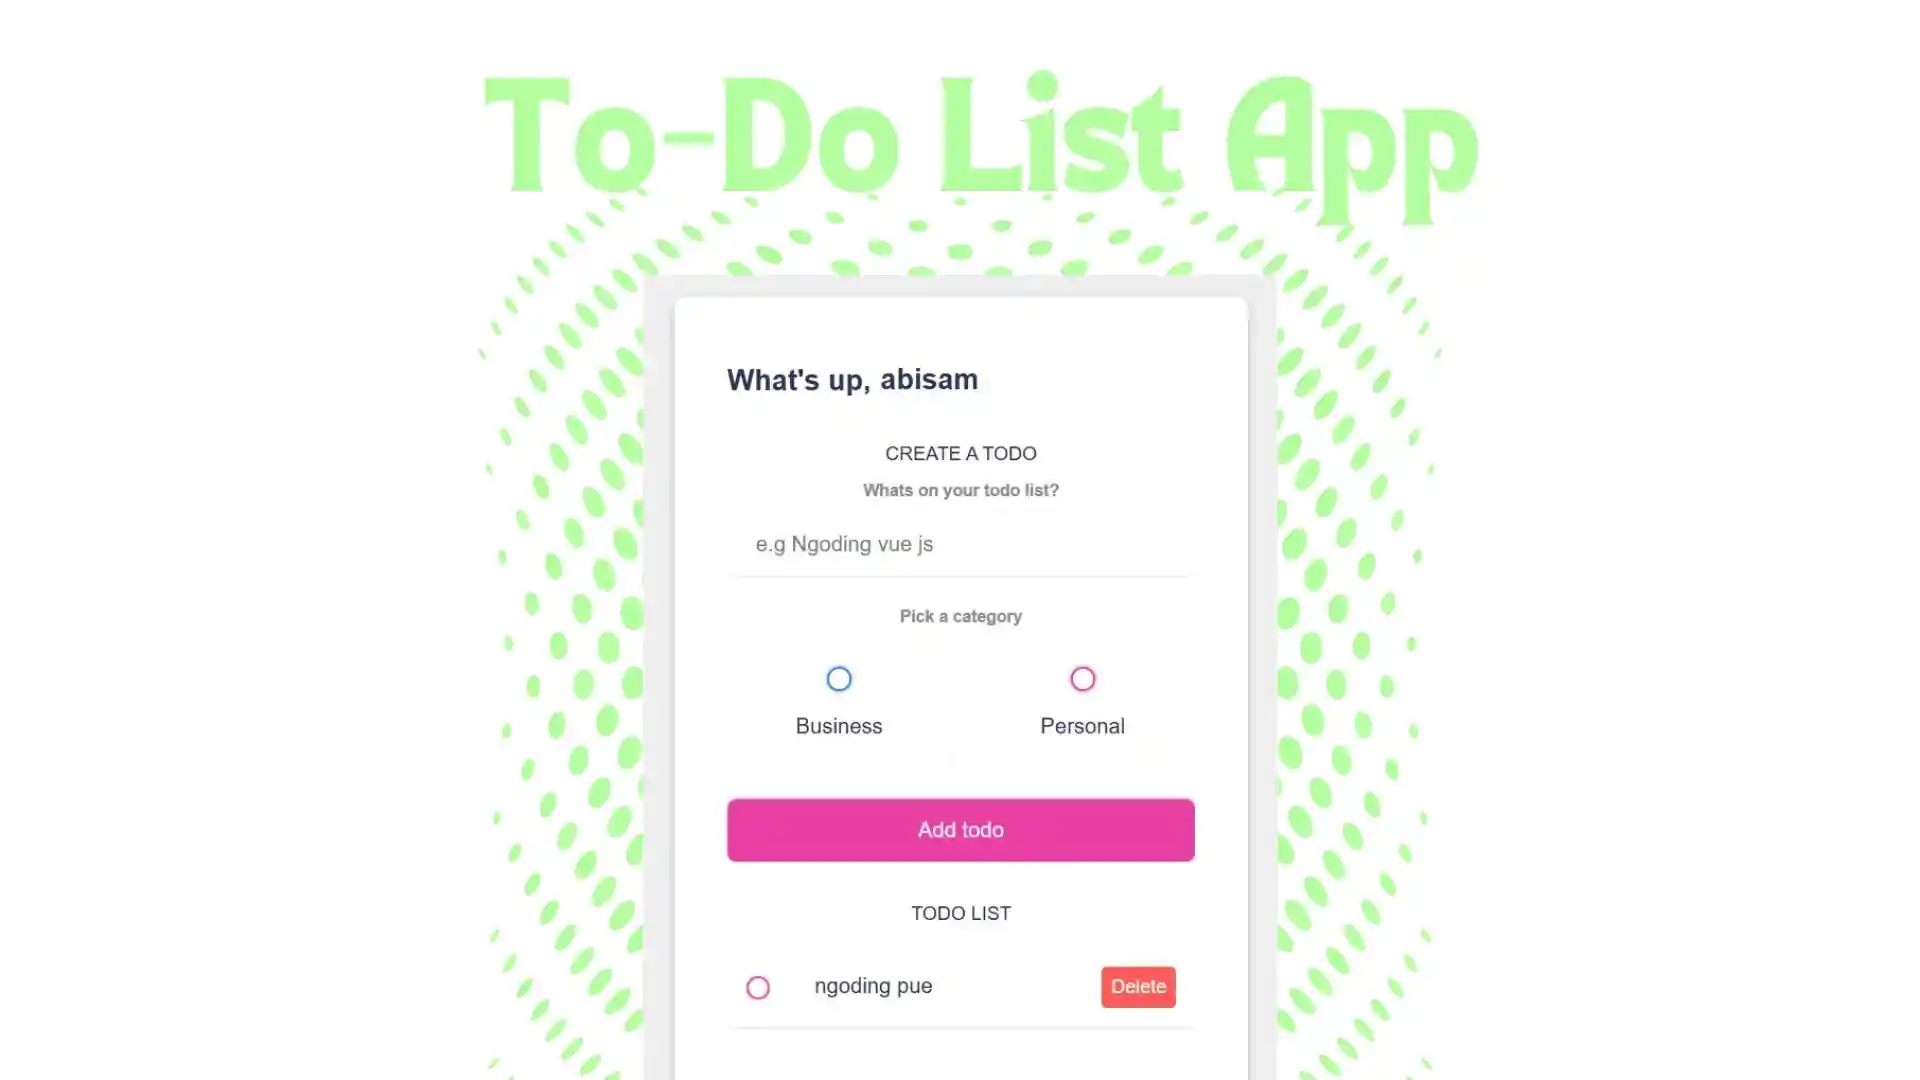 To-Do List App
What's up, abisam
CREATE A TODO
Whats on your todo list?
e.g Ngoding vue js
Pick a category
Business
Personal
Add todo
TODO LIST
ngoding pue
Delete